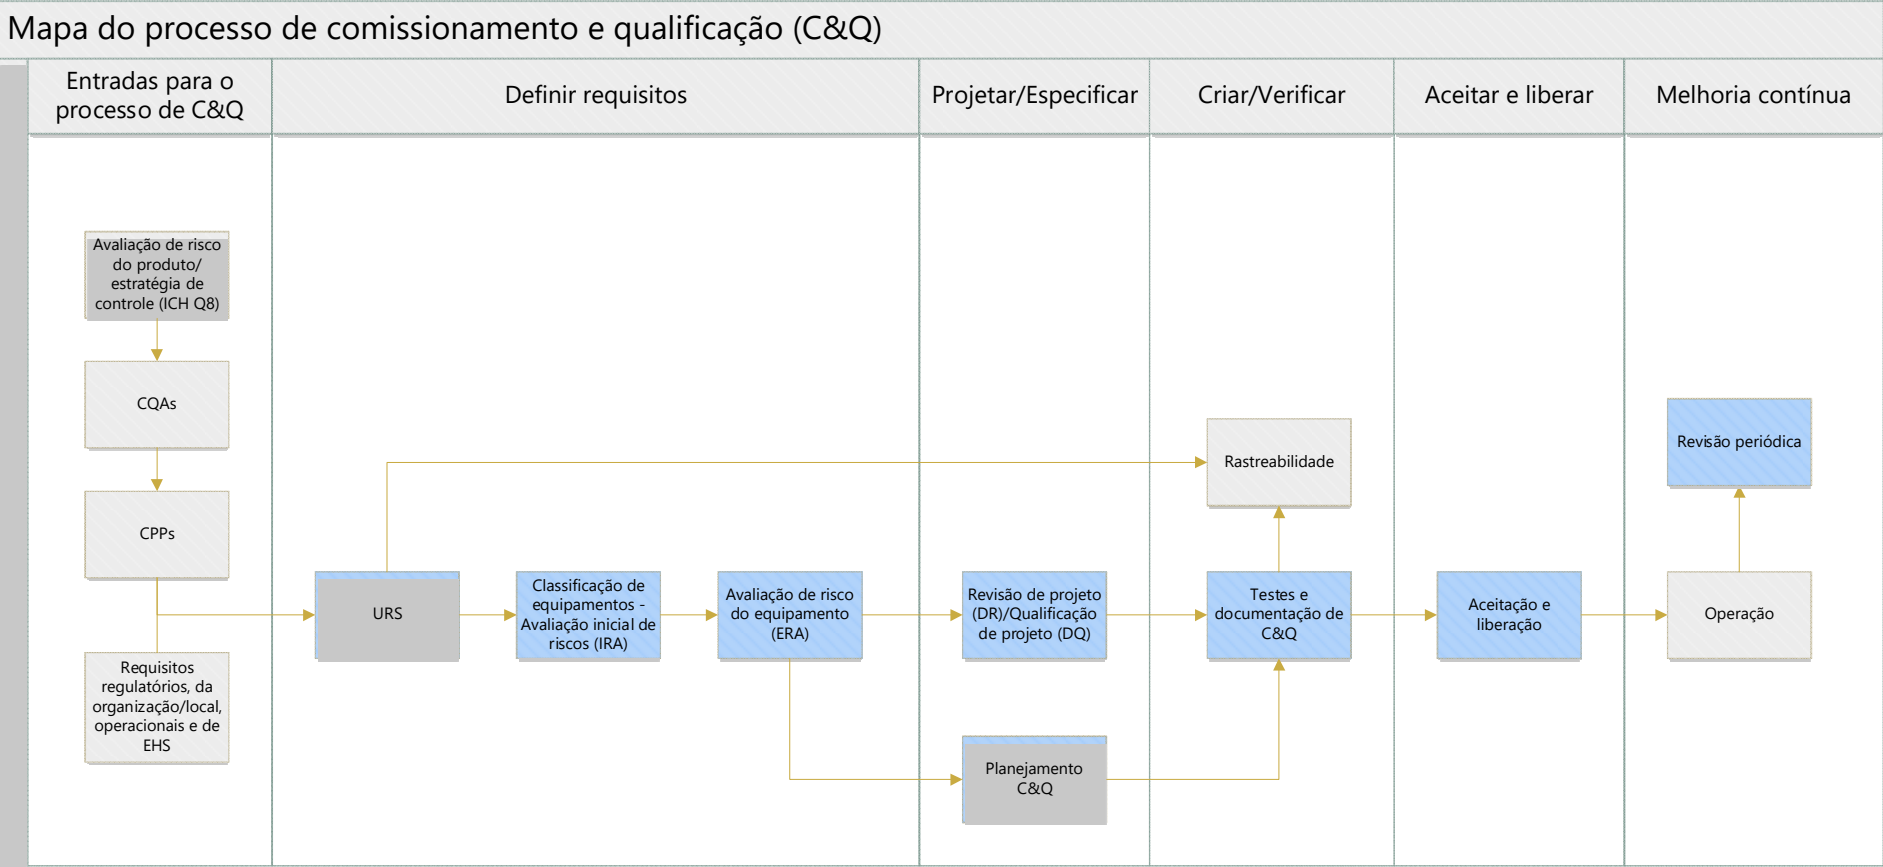 Mapa do processo de comissionamento e qualificação (C&Q)
Entradas para o
processo de C&Q
Definir requisitos
Projetar/Especificar
Criar/Verificar
Aceitar e liberar
Melhoria contínua
Avaliação de risco
do produto/
estratégia de
controle (ICH Q8)
CQAs
CPPs
Requisitos
regulatórios, da
organização/local,
operacionais e de
EHS
URS
Classificação de
equipamentos -
Avaliação inicial de
riscos (IRA)
Avaliação de risco
do equipamento
(ERA)
Revisão de projeto
(DR)/Qualificação
de projeto (DQ)
Planejamento
C&Q
Rastreabilidade
Testes e
documentação de
C&Q
Aceitação e
liberação
Revisão periódica
Operação